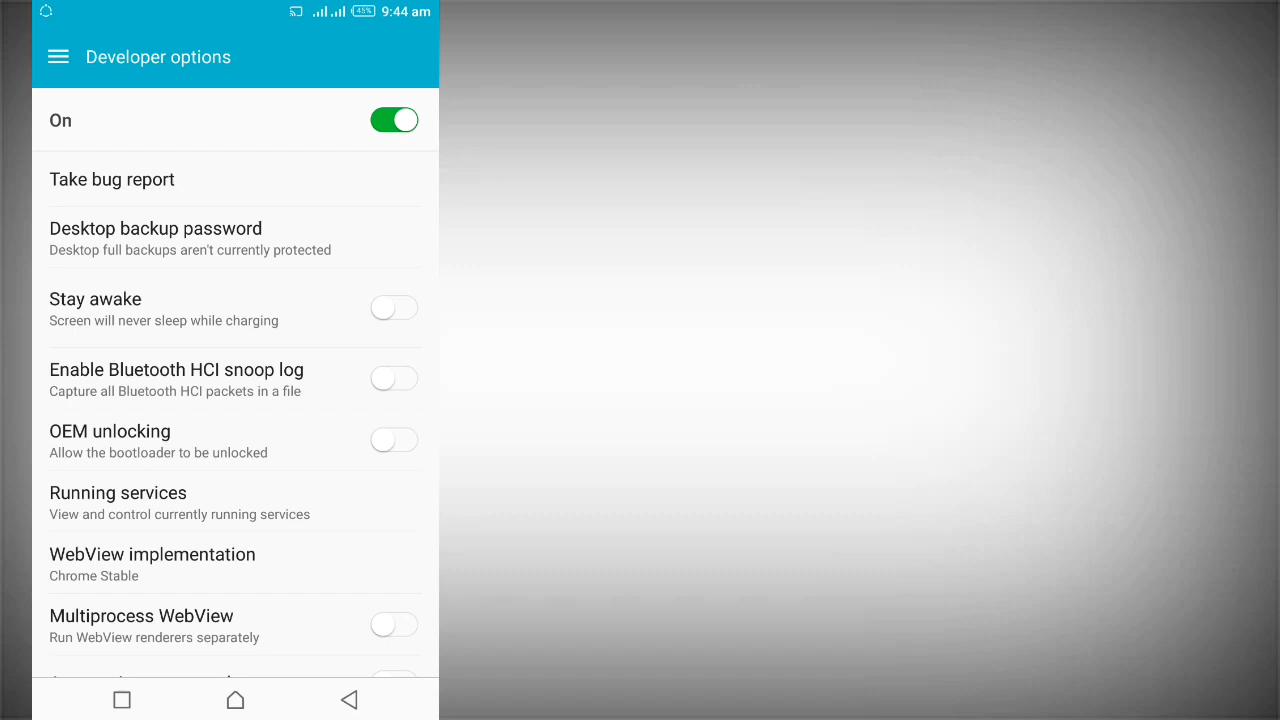 45%
9:44 am
Developer options
On
Take bug report
Desktop backup password
Desktop full backups aren't currently protected
Stay awake
Screen will never sleep while charging
Enable Bluetooth HCI snoop log
Capture all Bluetooth HCI packets in a file
OEM unlocking
Allow the bootloader to be unlocked
Running services
View and control currently running services
WebView implementation
Chrome Stable
Multiprocess WebView
Run WebView renderers separately